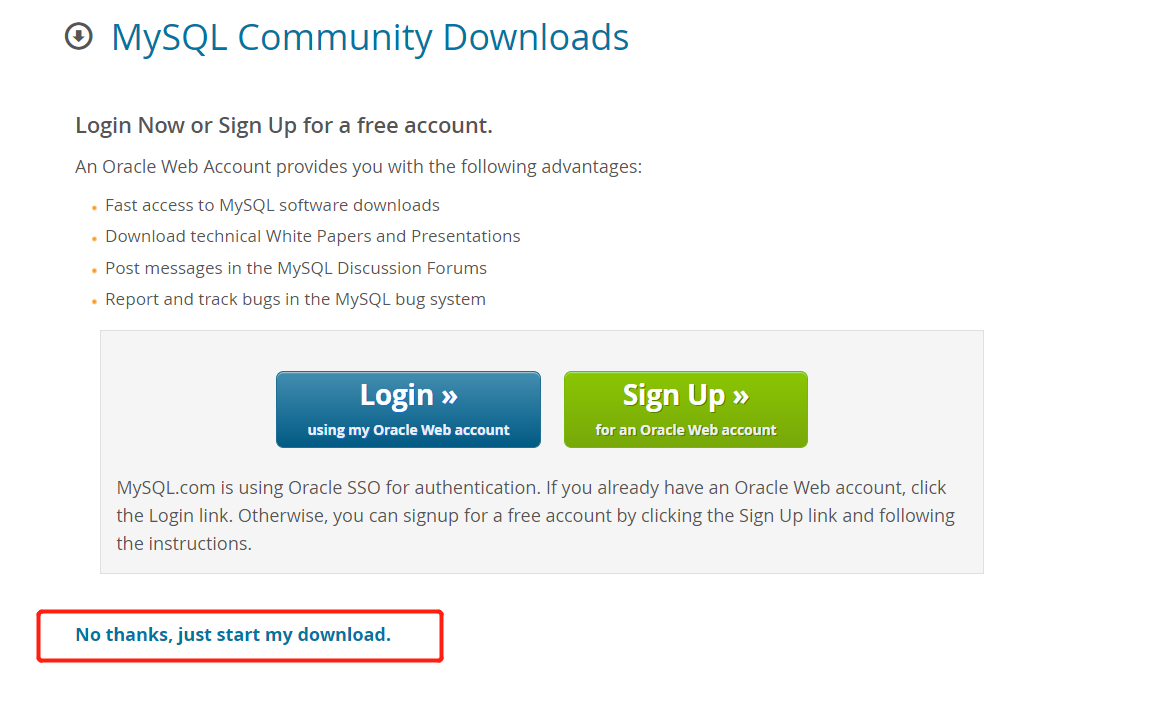 MySQL Community Downloads
Login Now or Sign Up for a free account.
An Oracle Web Account provides you with the following advantages:
Fast access to MySQL software downloads
Download technical White Papers and Presentations
Post messages in the MySQL Discussion Forums
Report and track bugs in the MySQL bug system
Login »
using my Oracle Web account
Sign Up »
for an Oracle Web account
MySQL.com is using Oracle SSO for authentication. If you already have an Oracle Web account, click
the Login link. Otherwise, you can signup for a free account by clicking the Sign Up link and following
the instructions.
No thanks, just start my download.